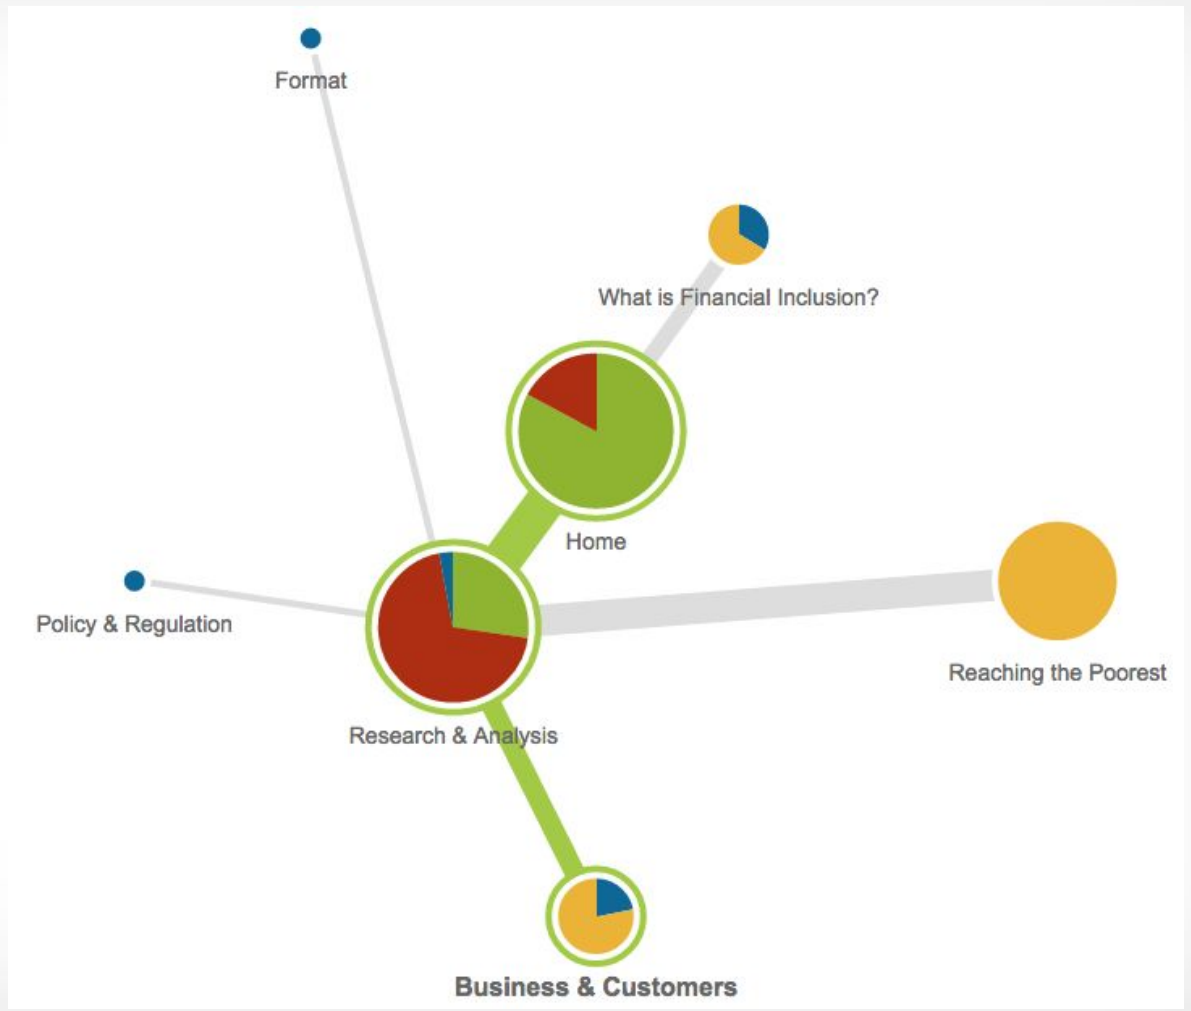 Format
What is Financial Inclusion?
Home
Policy & Regulation
Reaching the Poorest
Research & Analysis
Business & Customers